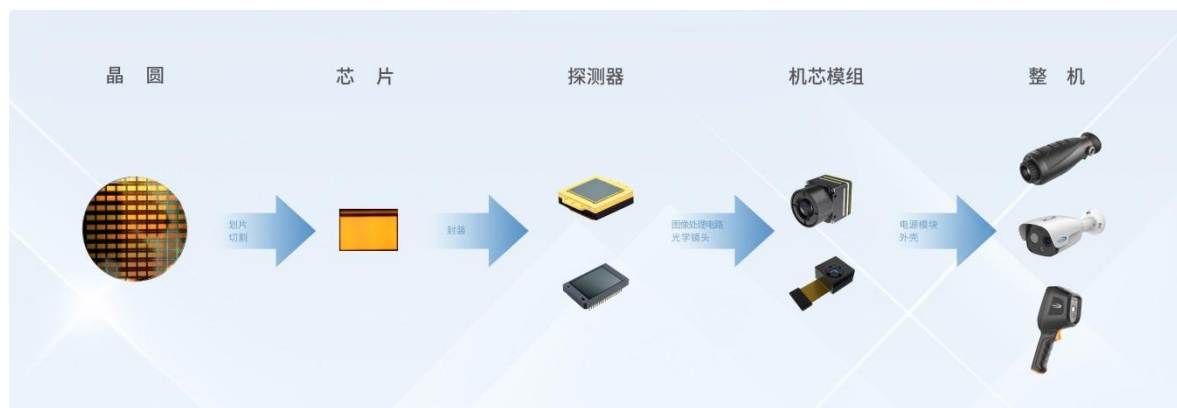 晶 圆
芯 片
探测器
机芯模组
整 机
划片
切割
封装
图像处理电路
光学镜头
电源模块
外壳